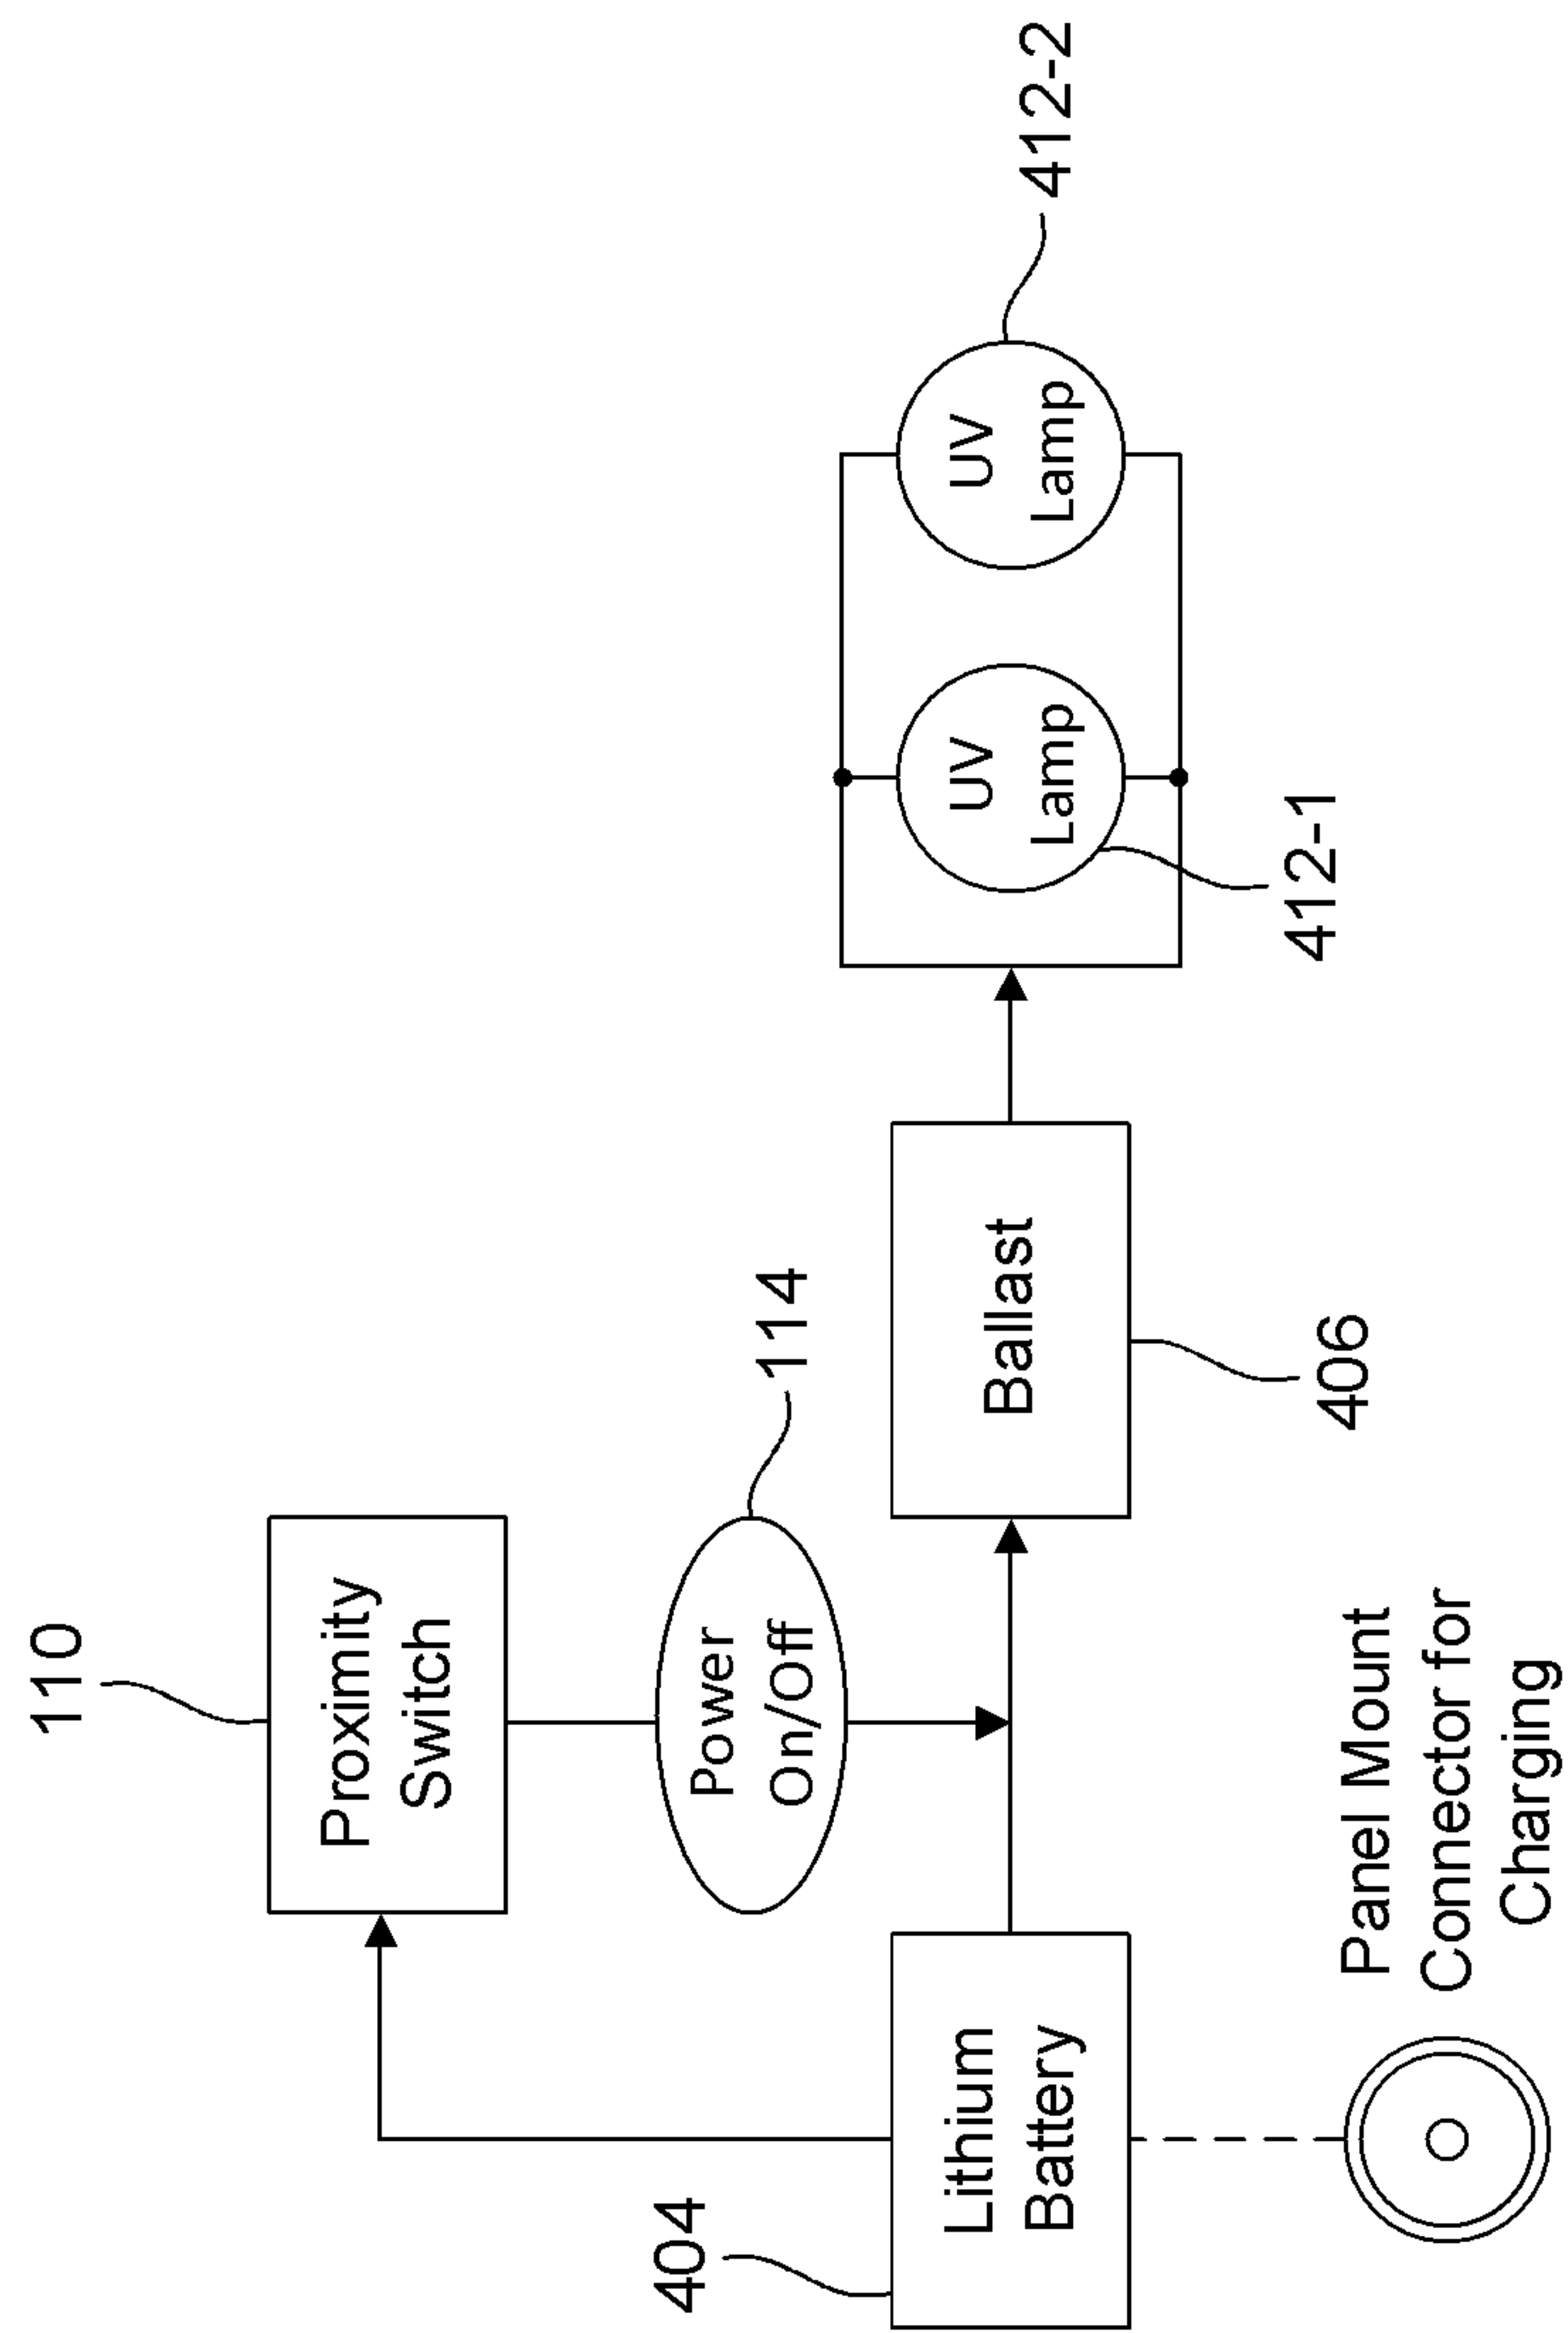 110
Proximity
Switch
Power
On/Off
114
404
Lithium
Battery
Ballast
406
UV
Lamp
412-1
UV
Lamp
412-2
Panel Mount
Connector for
Charging